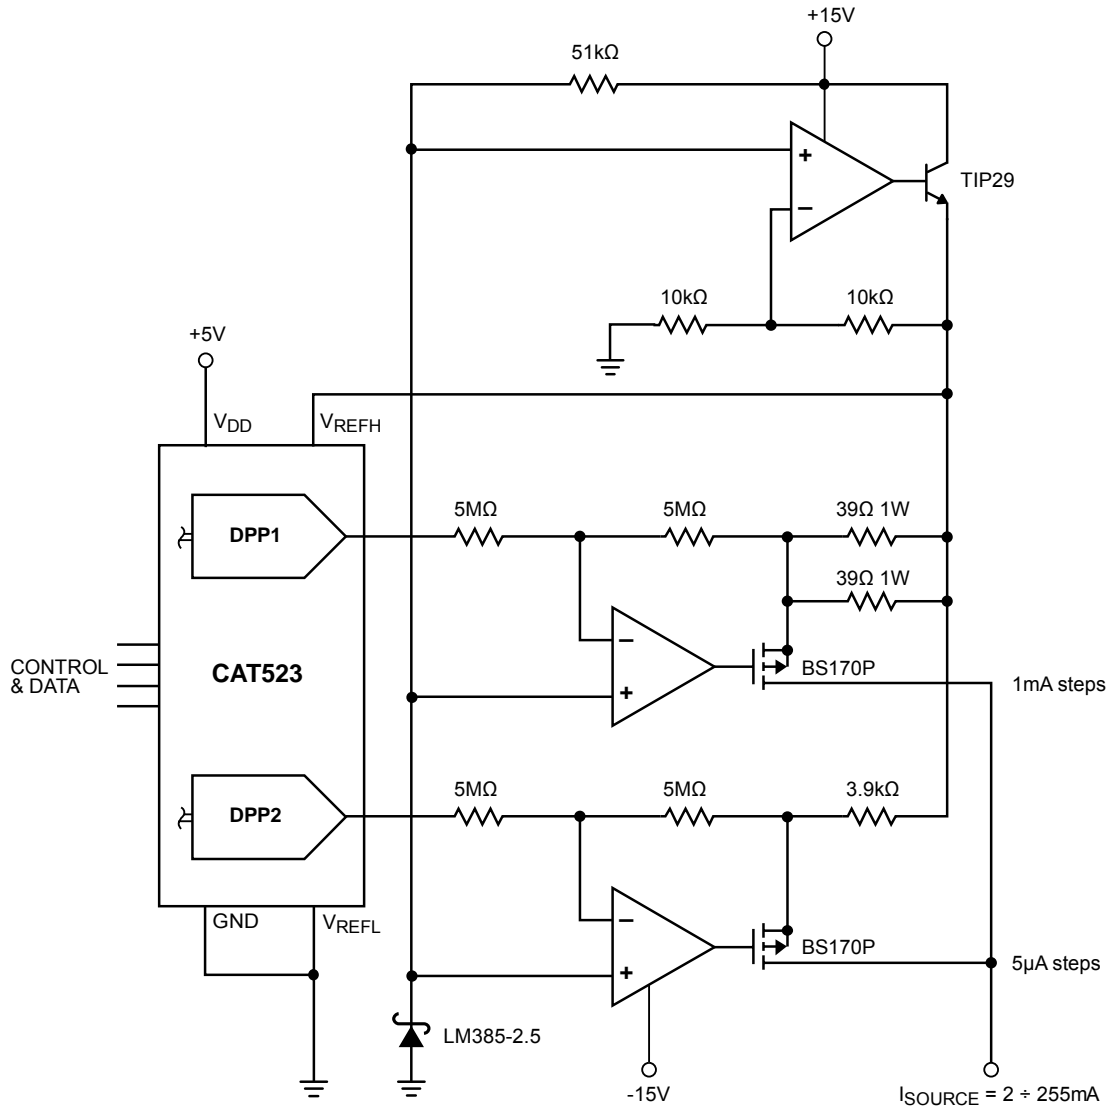 +15V
51kΩ
+
TIP29
−
10kΩ 10kΩ
+5V
VDD VREFH
5MΩ 5MΩ 39Ω 1W
DPP1
39Ω 1W
−
CONTROL
& DATA
CAT523
BS170P
1mA steps
+
5MΩ 5MΩ 3.9kΩ
DPP2
GND
VREFL
−
BS170P
5µA steps
+
LM385-2.5
-15V
ISOURCE = 2 ÷ 255mA